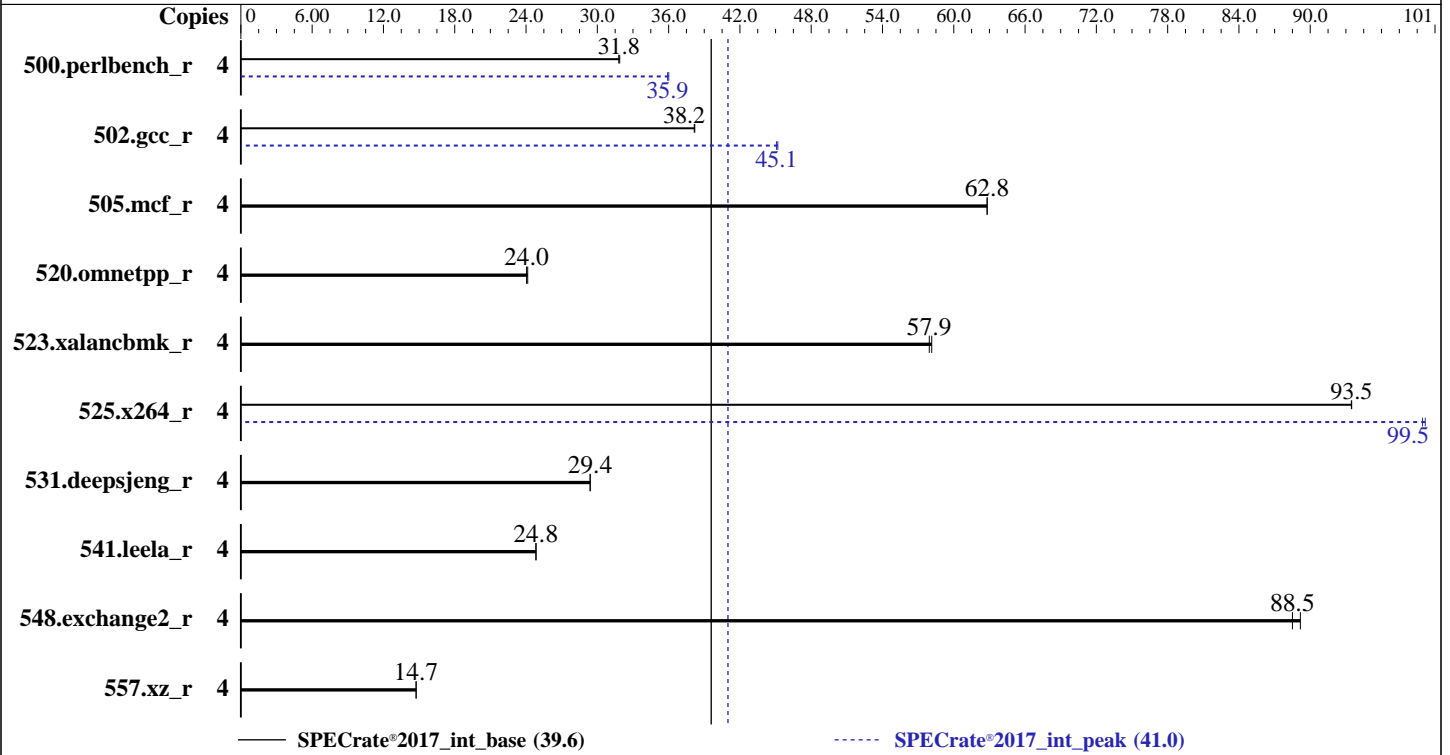 Copies 0 6.00 12.0 18.0 24.0 30.0 36.0 42.0 48.0 54.0 60.0 66.0 72.0 78.0 84.0 90.0 101
31.8
500.perlbench_r 4
35.9
38.2
502.gcc_r 4
45.1
62.8
505.mcf_r 4
24.0
520.omnetpp_r 4
57.9
523.xalancbmk_r 4
93.5
525.x264_r 4
99.5
29.4
531.deepsjeng_r 4
24.8
541.leela_r 4
88.5
548.exchange2_r 4
14.7
557.xz_r 4
SPECrate®2017_int_base (39.6) SPECrate®2017_int_peak (41.0)